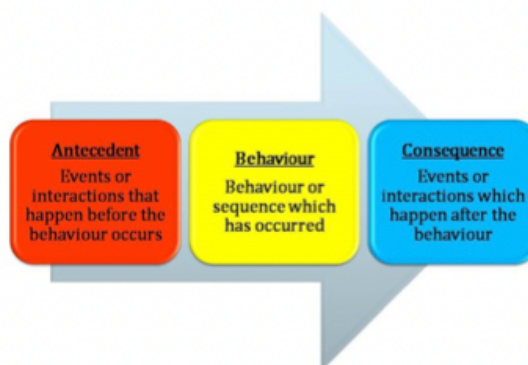 Antecedent
Events or
interactions that
happen before the
behaviour occurs
Behaviour
Behaviour or
sequence which
has occurred
Consequence
Events or
interactions which
happen after the
behaviour